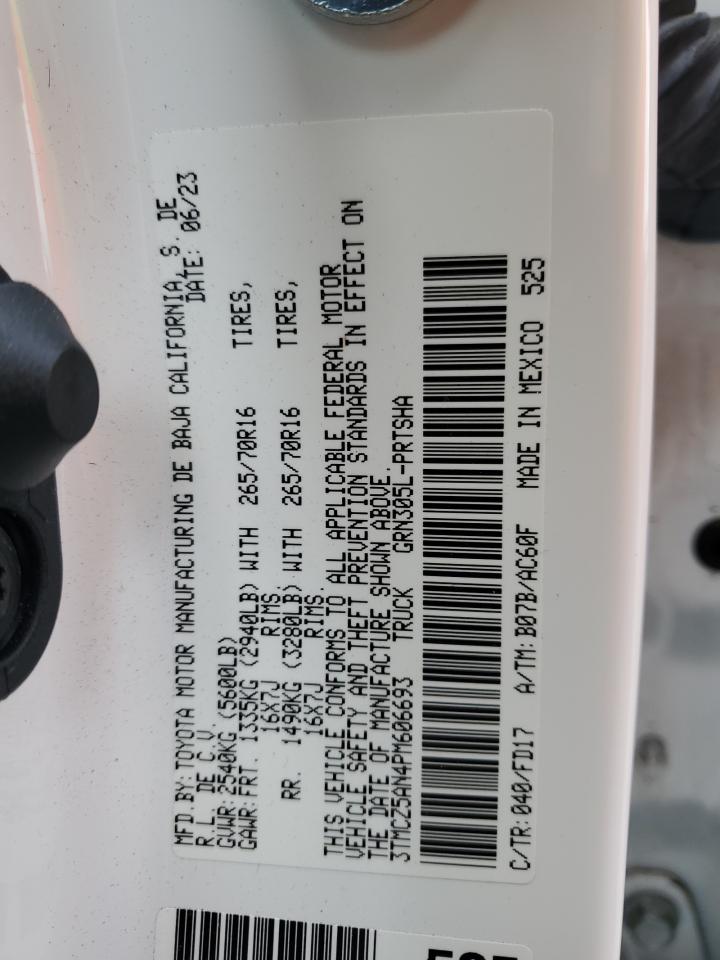 MFD.BY:TOYOTA MOTOR MANUFACTURING DE BAJA CALIFORNIA, S. DE
R.L.DE C.V. DATE: 06/23
GVWR:2540KG(5600LB)
GAWR:FRT. 1335KG (2940LB) WITH 265/70R16 TIRES,
16X7J RIMS.
RR. 1490KG (3280LB) WITH 265/70R16 TIRES,
16X7J RIMS.
THIS VEHICLE CONFORMS TO ALL APPLICABLE FEDERAL MOTOR
VEHICLE SAFETY AND THEFT PREVENTION STANDARDS IN EFFECT ON
THE DATE OF MANUFACTURE SHOWN ABOVE.
3TMCZ5AN4PM606693 TRUCK GRN305L-PRTSHA
C/TR:040/FD17 A/TM:B07B/AC60F MADE IN MEXICO 525